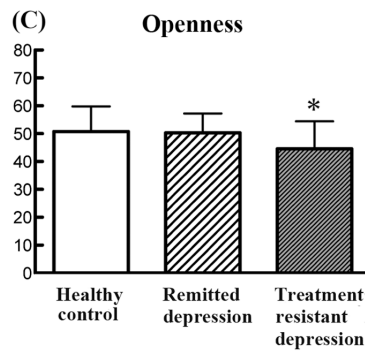 (C)
Openness
80
70
60
50
40
30
20
10
0
*
Healthy
control
Remitted
depression
Treatment
resistant
depression